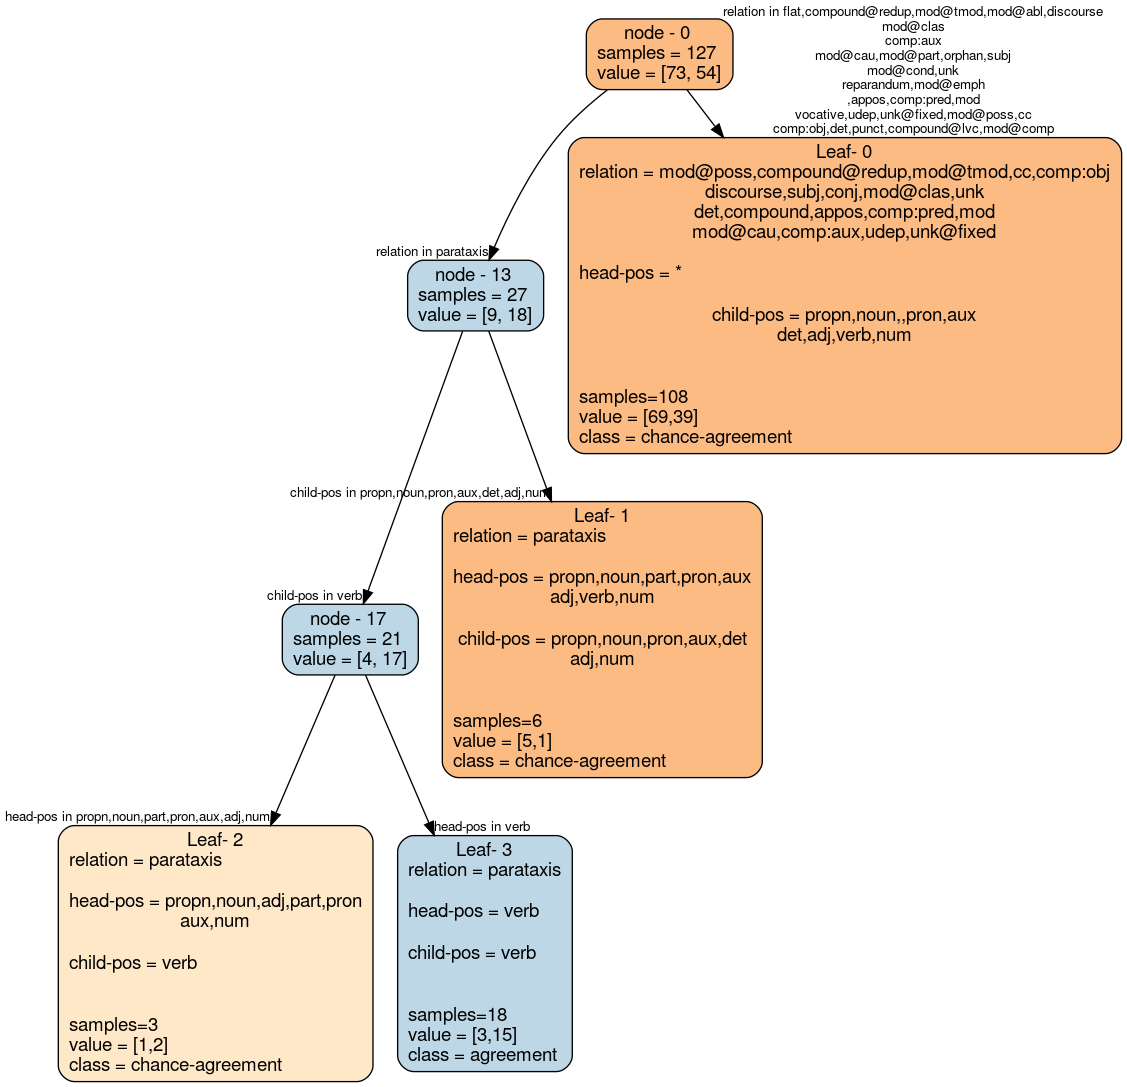 relation in flat,compound@redup,mod@tmod,mod@abl,discourse
mod@clas
comp:aux
mod@cau,mod@part,orphan,subj
mod@cond,unk
reparandum,mod@emph
,appos,comp:pred,mod
vocative,udep,unk@fixed,mod@poss,cc
comp:obj,det,punct,compound@lvc,mod@comp
node - 0
samples = 127
value = [73, 54]
Leaf- 0
relation = mod@poss,compound@redup,mod@tmod,cc,comp:obj
discourse,subj,conj,mod@clas,unk
det,compound,appos,comp:pred,mod
mod@cau,comp:aux,udep,unk@fixed
head-pos = *
child-pos = propn,noun,,pron,aux
det,adj,verb,num
samples=108
value = [69,39]
class = chance-agreement
relation in parataxis
node - 13
samples = 27
value = [9, 18]
child-pos in propn,noun,pron,aux,det,adj,num
Leaf- 1
relation = parataxis
head-pos = propn,noun,part,pron,aux
adj,verb,num
child-pos = propn,noun,pron,aux,det
adj,num
samples=6
value = [5,1]
class = chance-agreement
child-pos in verb
node - 17
samples = 21
value = [4, 17]
head-pos in propn,noun,part,pron,aux,adj,num
Leaf- 2
relation = parataxis
head-pos = propn,noun,adj,part,pron
aux,num
child-pos = verb
samples=3
value = [1,2]
class = chance-agreement
head-pos in verb
Leaf- 3
relation = parataxis
head-pos = verb
child-pos = verb
samples=18
value = [3,15]
class = agreement